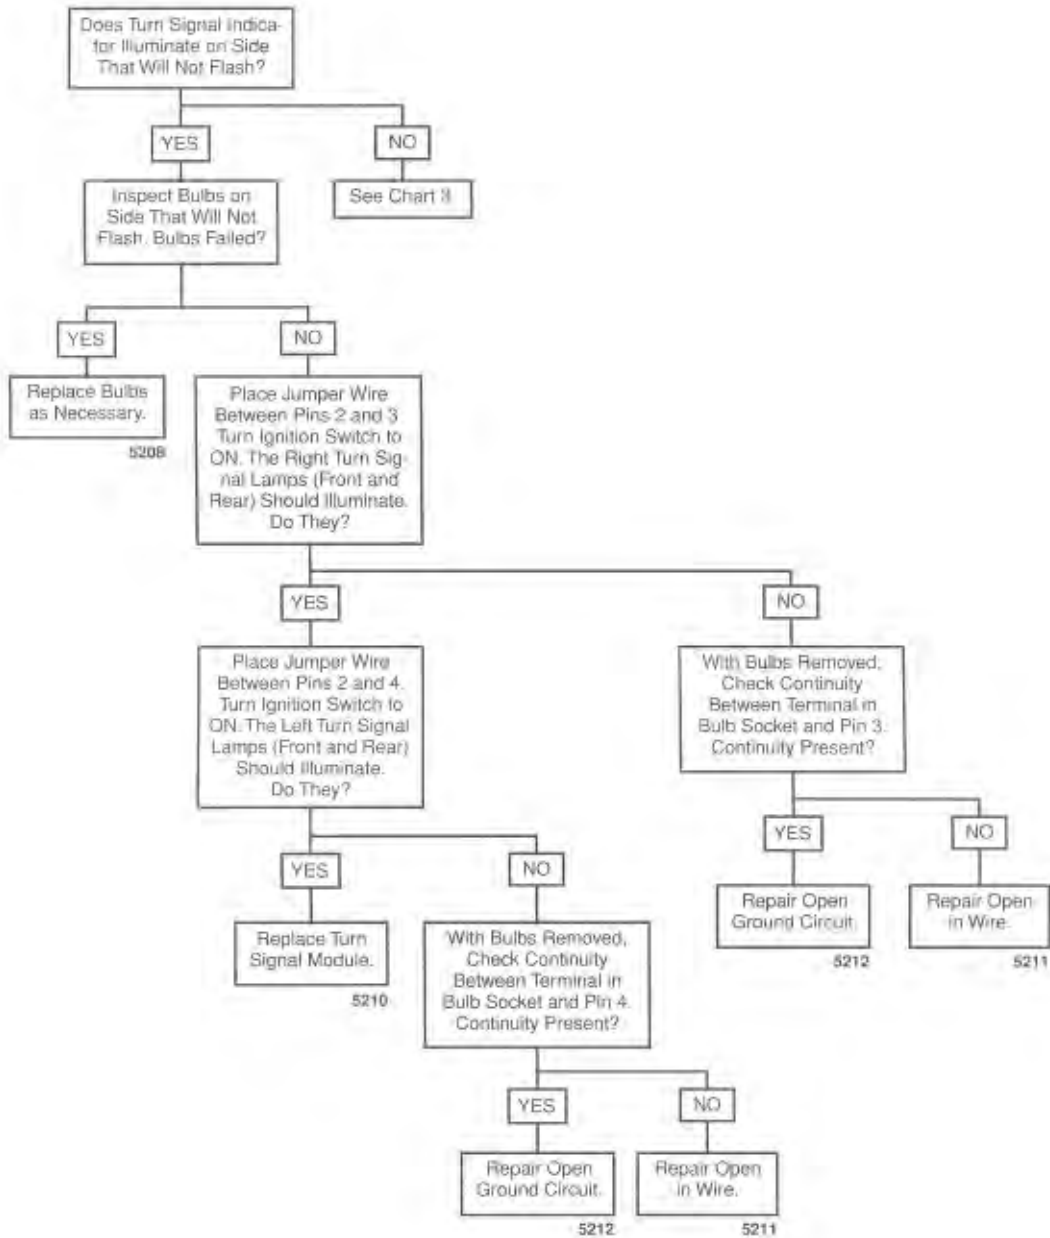 Does Turn Signal Indica-
tor Illuminate on Side
That Will Not Flash?
YES
NO
Inspect Bulbs on
Side That Will Not
Flash. Bulbs Failed?
See Chart 3
YES
NO
Replace Bulbs
as Necessary.
5208
Place Jumper Wire
Between Pins 2 and 3
Turn Ignition Switch to
ON. The Right Turn Sig-
nal Lamps (Front and
Rear) Should Illuminate.
Do They?
YES
NO
Place Jumper Wire
Between Pins 2 and 4.
Turn Ignition Switch to
ON. The Left Turn Signal
Lamps (Front and Rear)
Should Illuminate.
Do They?
With Bulbs Removed,
Check Continuity
Between Terminal in
Bulb Socket and Pin 3.
Continuity Present?
YES
NO
YES
NO
Repair Open
Ground Circuit.
5212
Repair Open
in Wire.
5211
Replace Turn
Signal Module.
5210
With Bulbs Removed,
Check Continuity
Between Terminal in
Bulb Socket and Pin 4.
Continuity Present?
YES
NO
Repair Open
Ground Circuit.
5212
Repair Open
in Wire.
5211